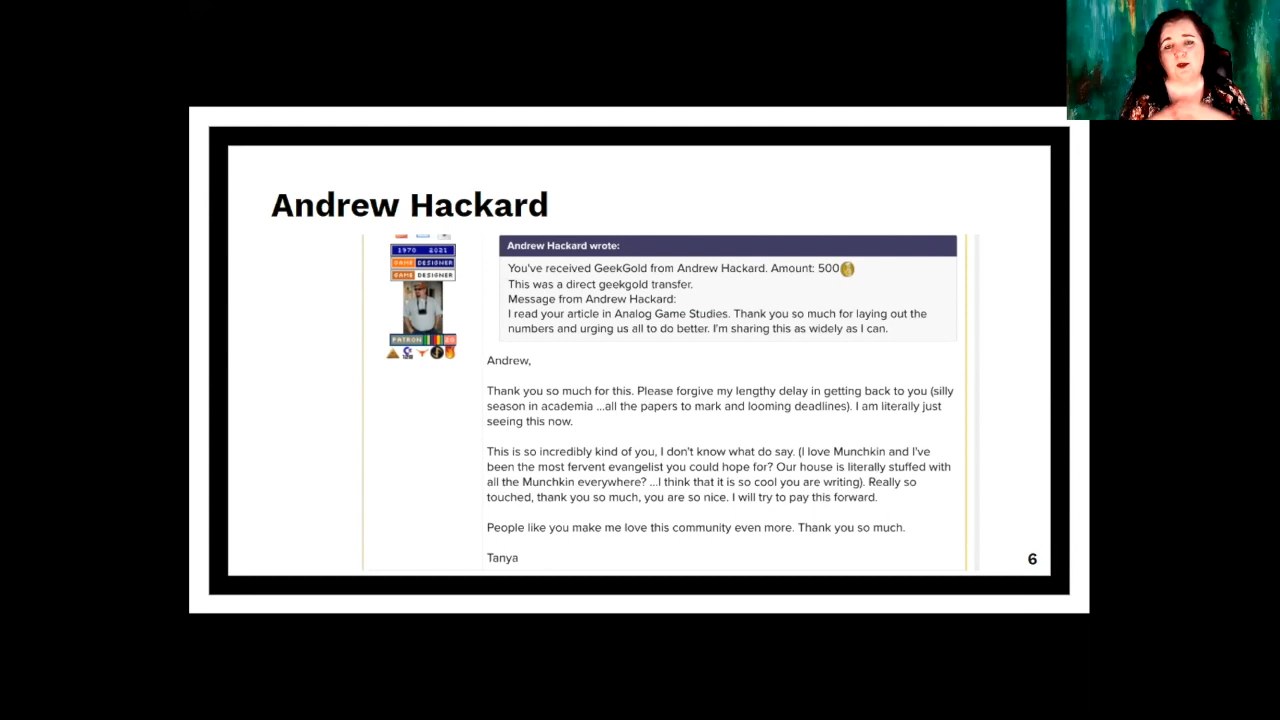 Andrew Hackard
1970 2021
GAME DESIGNER
GAME DESIGNER
PATRON 20
Andrew Hackard wrote:
You've received GeekGold from Andrew Hackard. Amount: 500
This was a direct geekgold transfer.
Message from Andrew Hackard:
I read your article in Analog Game Studies. Thank you so much for laying out the
numbers and urging us all to do better. I'm sharing this as widely as I can.
Andrew,
Thank you so much for this. Please forgive my lengthy delay in getting back to you (silly
season in academia ...all the papers to mark and looming deadlines). I am literally just
seeing this now.
This is so incredibly kind of you, I don't know what do say. (I love Munchkin and I've
been the most fervent evangelist you could hope for? Our house is literally stuffed with
all the Munchkin everywhere? ...I think that it is so cool you are writing). Really so
touched, thank you so much, you are so nice. I will try to pay this forward.
People like you make me love this community even more. Thank you so much.
Tanya
6